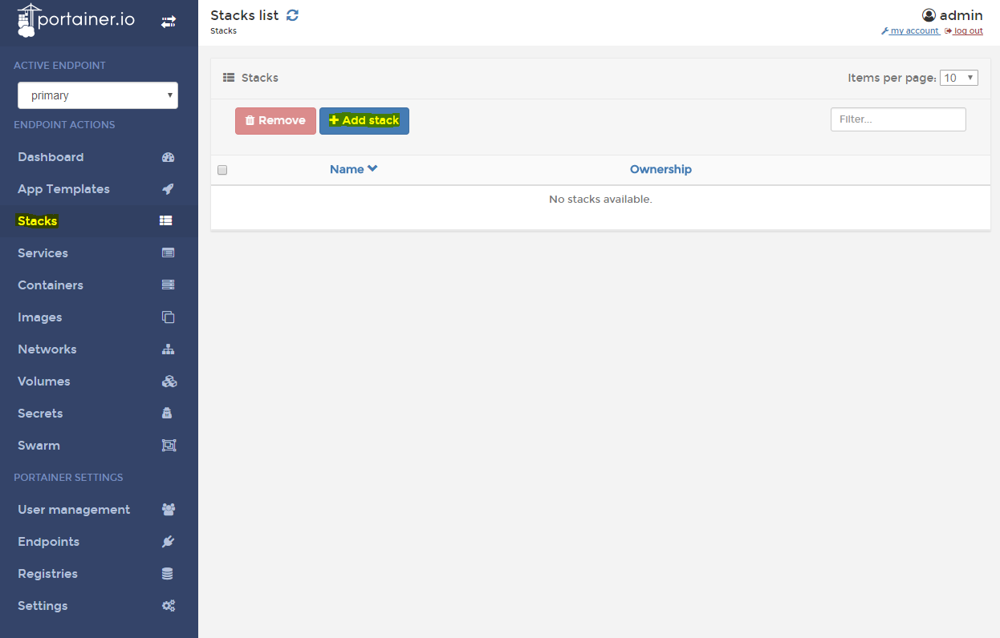 portainer.io
ACTIVE ENDPOINT
primary
ENDPOINT ACTIONS
Dashboard
App Templates
Stacks
Services
Containers
Images
Networks
Volumes
Secrets
Swarm
PORTAINER SETTINGS
User management
Endpoints
Registries
Settings
Stacks list
Stacks
admin
my account log out
Stacks
Items per page: 10
Remove + Add stack
Filter...
Name Ownership
No stacks available.